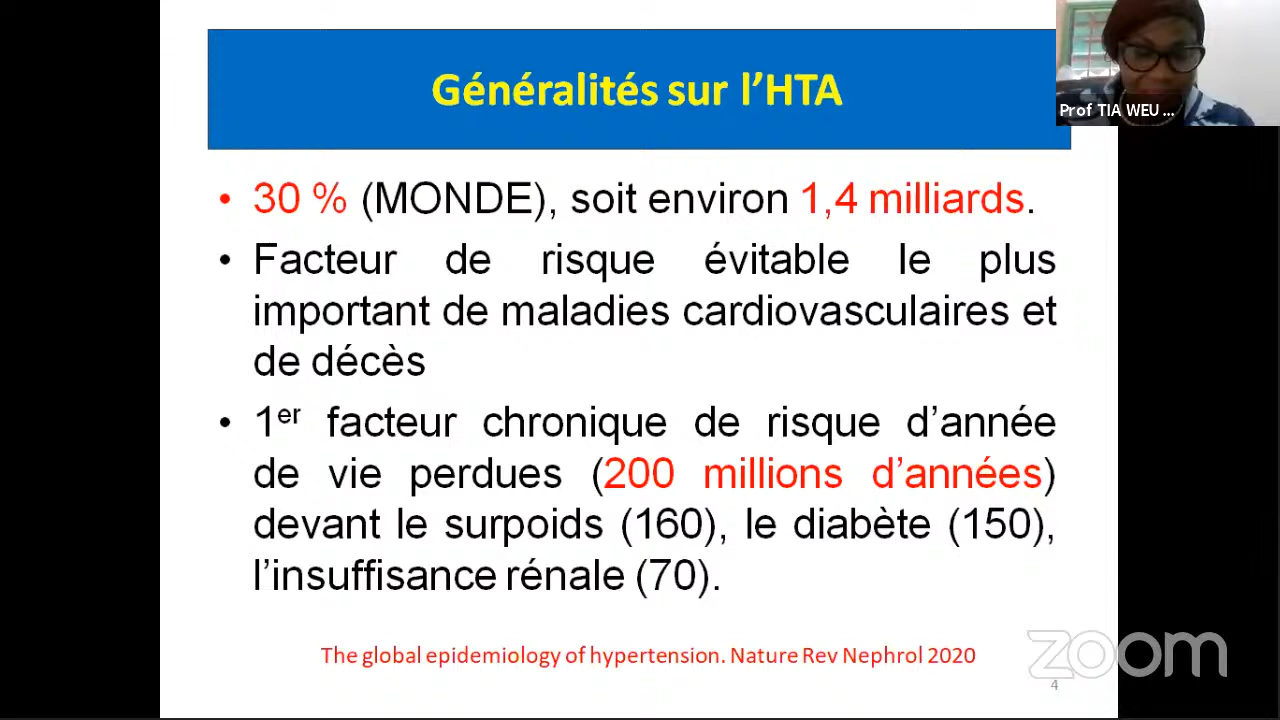 Généralités sur l’HTA
Prof TIA WEU ...
• 30 % (MONDE), soit environ 1,4 milliards.
• Facteur de risque évitable le plus
important de maladies cardiovasculaires et
de décès
• 1er facteur chronique de risque d’année
de vie perdues (200 millions d’années)
devant le surpoids (160), le diabète (150),
l’insuffisance rénale (70).
The global epidemiology of hypertension. Nature Rev Nephrol 2020
zoom
4